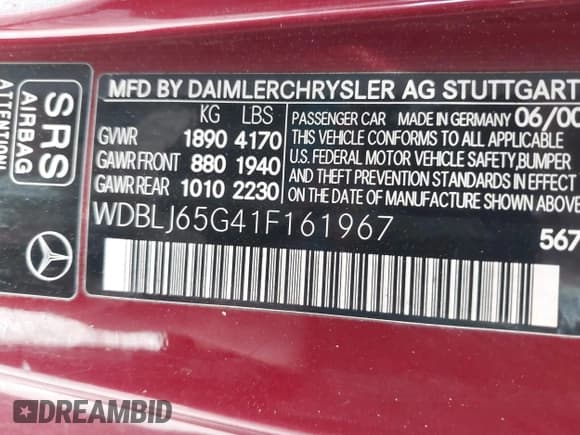 MFD BY DAIMLERCHRYSLER AG STUTTGART
KG LBS
GVWR 1890 4170
GAWR FRONT 880 1940
GAWR REAR 1010 2230
PASSENGER CAR MADE IN GERMANY 06/00
THIS VEHICLE CONFORMS TO ALL APPLICABLE
U.S. FEDERAL MOTOR VEHICLE SAFETY, BUMPER
AND THEFT PREVENTION STANDARDS IN EFFECT
ON THE DATE OF MANUFACTURE SHOWN ABOVE
WDBLJ65G41F161967
567
SRS
AIRBAG
ATTENTION!
DREAMBID